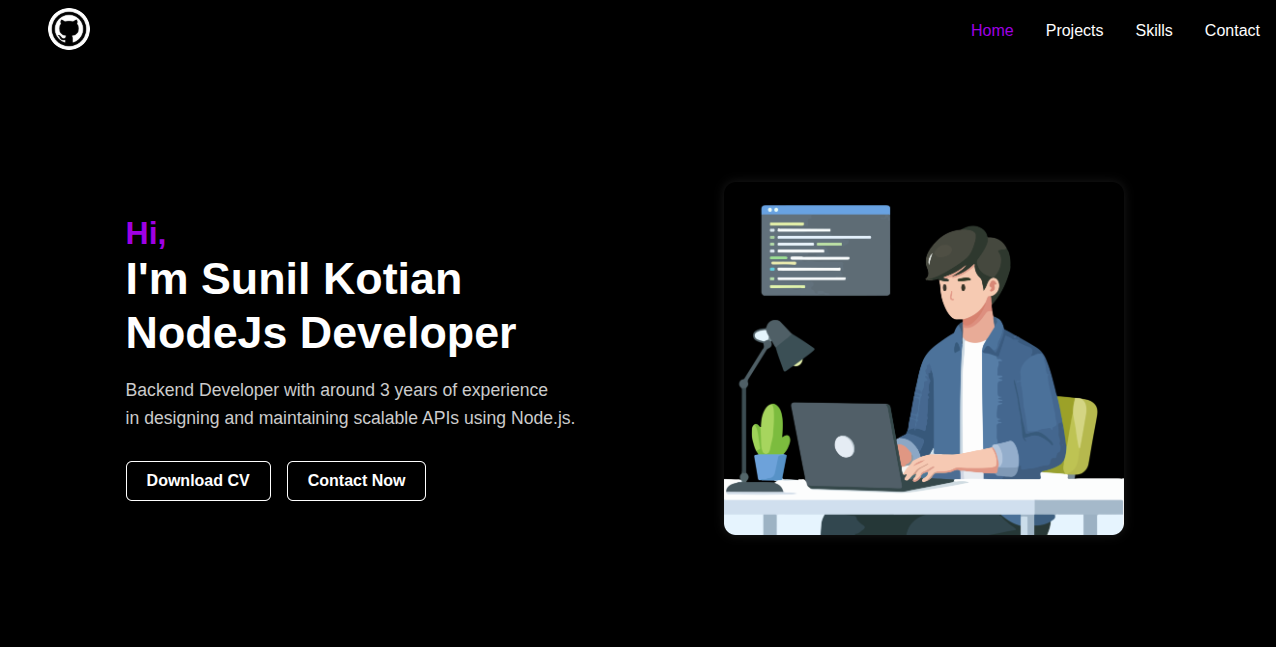 Home Projects Skills Contact
Hi,
I'm Sunil Kotian
NodeJs Developer
Backend Developer with around 3 years of experience
in designing and maintaining scalable APIs using Node.js.
Download CV Contact Now